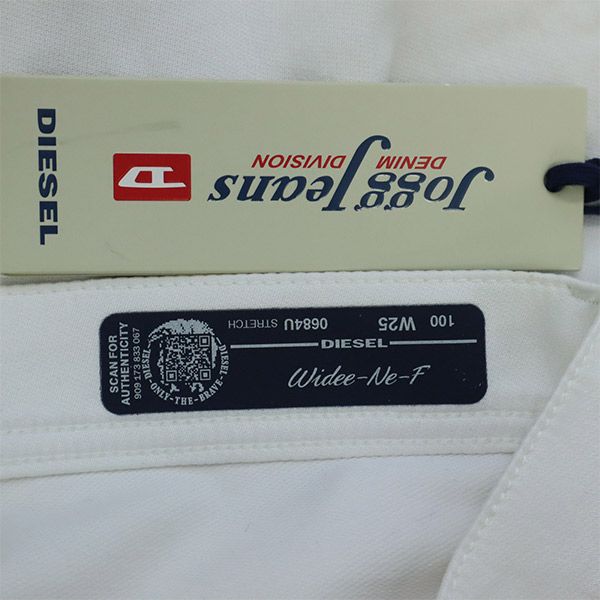 DIESEL
JoggJeans
DENIM DIVISION
SCAN FOR
AUTHENTICITY
909 173 833 067
DIESEL
ONLY-THE-BRAVE
DIESEL
100 W25 0684U STRETCH
DIESEL
Widee-Ne-F